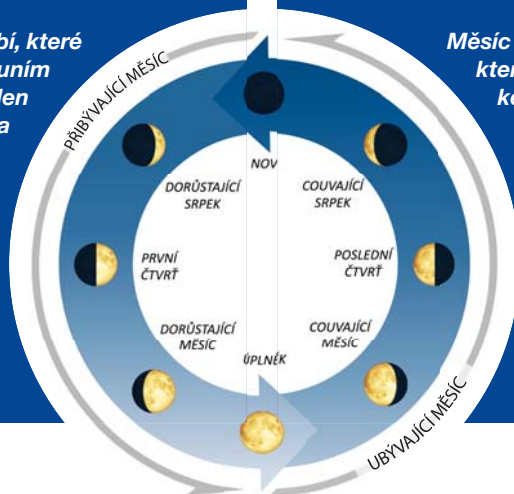 bí, které
uním
len
a
Měsíc
kter
ko
PŘIBÝVAJÍCÍ MĚSÍC
NOV
DORŮSTAJÍCÍ
SRPEK
COUVAJÍCÍ
SRPEK
PRVNÍ
ČTVRŤ
POSLEDNÍ
ČTVRŤ
DORŮSTAJÍCÍ
MĚSÍC
COUVAJÍCÍ
MĚSÍC
ÚPLNĚK
UBÝVAJÍCÍ MĚSÍC